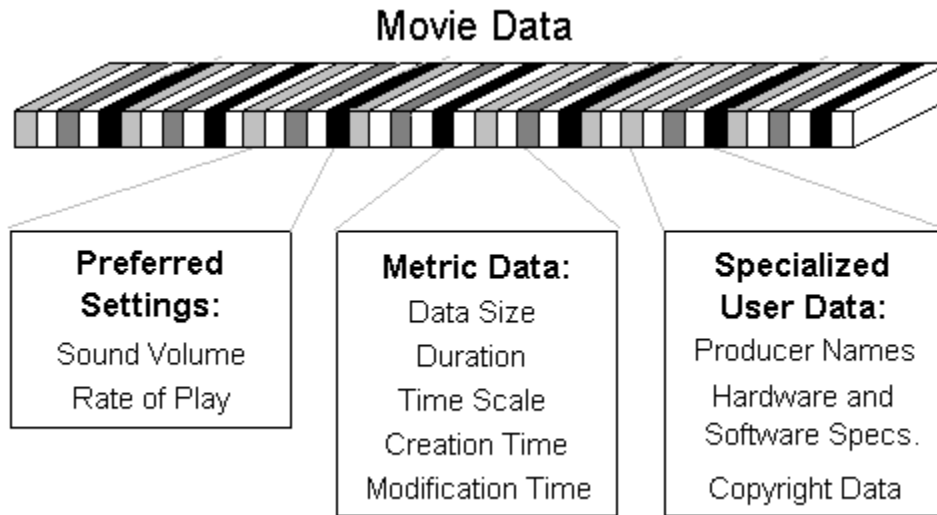 Movie Data
Preferred
Settings:
Sound Volume
Rate of Play
Metric Data:
Data Size
Duration
Time Scale
Creation Time
Modification Time
Specialized
User Data:
Producer Names
Hardware and
Software Specs.
Copyright Data